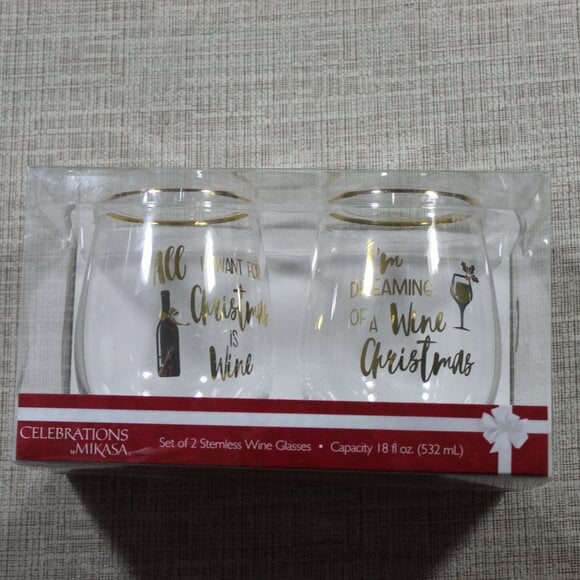 All
I WANT FOR
Christmas
IS
Wine
I'm
DREAMING
OF A Wine
Christmas
CELEBRATIONS
by MIKASA®
Set of 2 Stemless Wine Glasses • Capacity 18 fl oz. (532 mL)